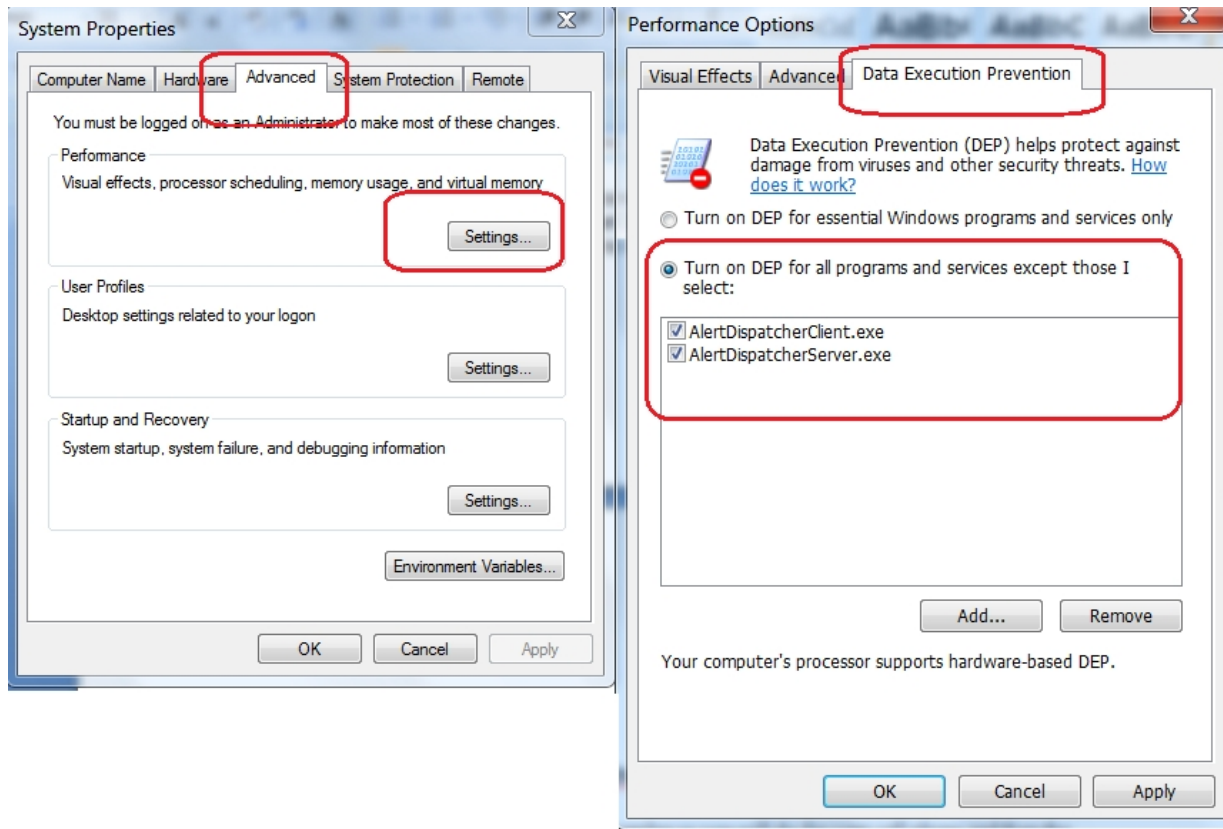 System Properties
X
Computer Name Hardware Advanced System Protection Remote
You must be logged on as an Administrator to make most of these changes.
Performance
Visual effects, processor scheduling, memory usage, and virtual memory
Settings...
User Profiles
Desktop settings related to your logon
Settings...
Startup and Recovery
System startup, system failure, and debugging information
Settings...
Environment Variables...
OK Cancel Apply
Performance Options
X
Visual Effects Advanced Data Execution Prevention
Data Execution Prevention (DEP) helps protect against
damage from viruses and other security threats. How
does it work?
Turn on DEP for essential Windows programs and services only
Turn on DEP for all programs and services except those I
select:
AlertDispatcherClient.exe
AlertDispatcherServer.exe
Add... Remove
Your computer's processor supports hardware-based DEP.
OK Cancel Apply